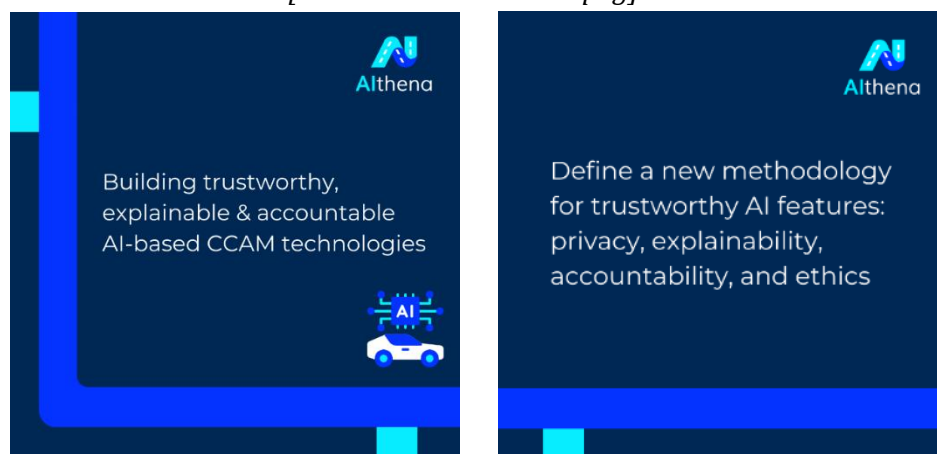 AIthena
Building trustworthy,
explainable & accountable
AI-based CCAM technologies
AI
AIthena
Define a new methodology
for trustworthy AI features:
privacy, explainability,
accountability, and ethics